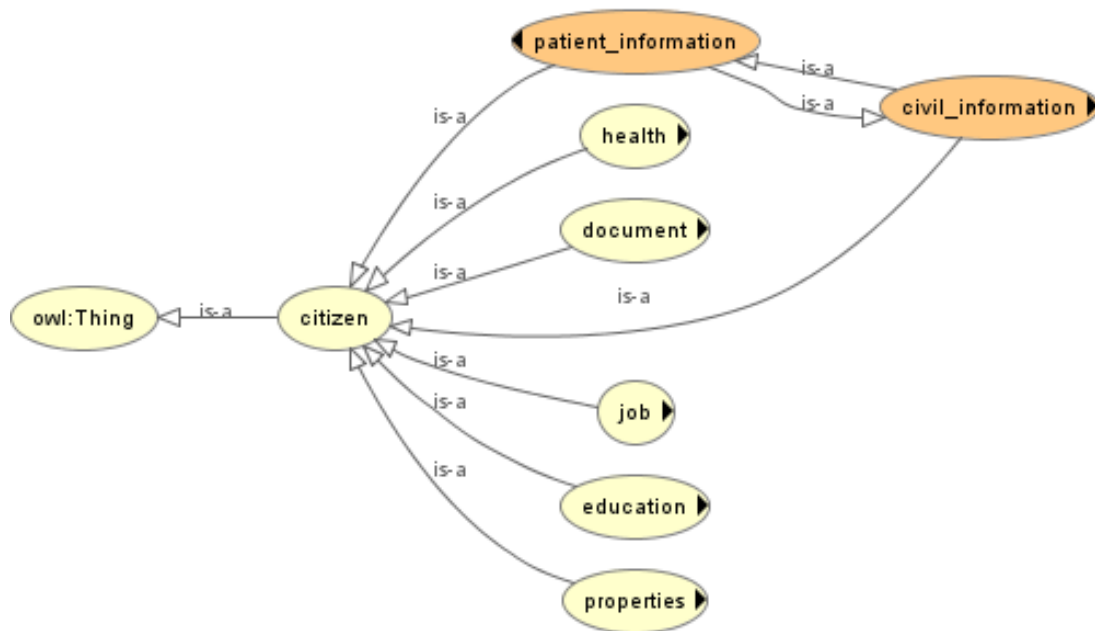 patient_information
is-a
is-a
civil_information
is-a
health
is-a
document
is-a
is-a
owl:Thing
is-a
citizen
is-a
job
is-a
education
is-a
properties